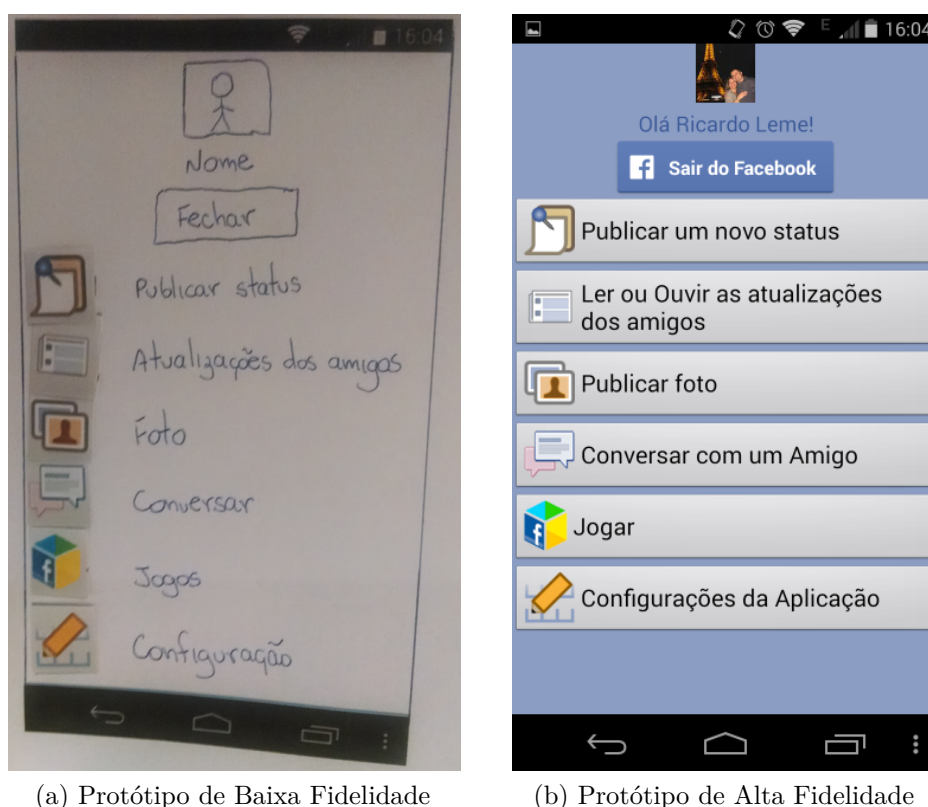 16:04
Nome
Fechar
Publicar status
Atualizações dos amigos
Foto
Conversar
Jogos
Configuração
(a) Protótipo de Baixa Fidelidade
E 16:04
Olá Ricardo Leme!
Sair do Facebook
Publicar um novo status
Ler ou Ouvir as atualizações
dos amigos
Publicar foto
Conversar com um Amigo
Jogar
Configurações da Aplicação
(b) Protótipo de Alta Fidelidade